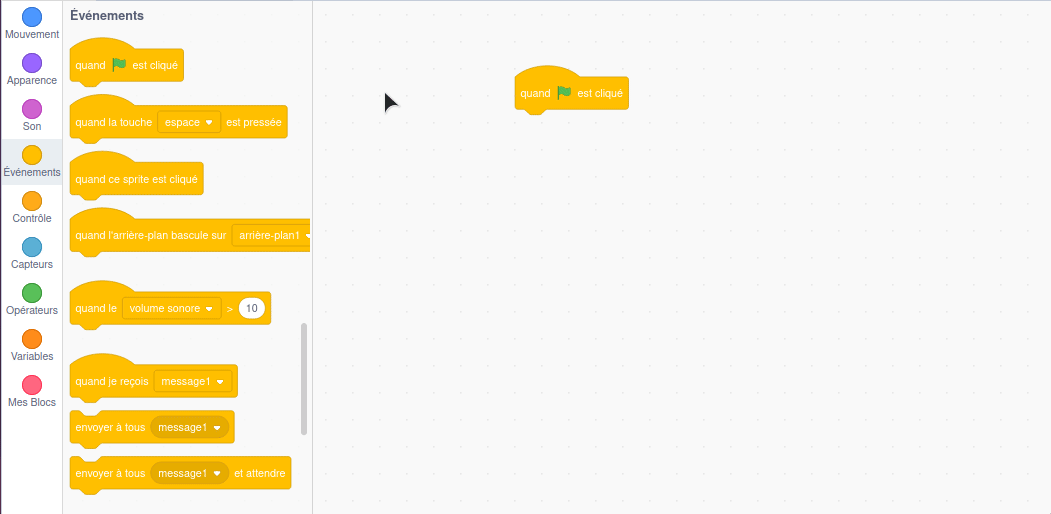 Mouvement
Apparence
Son
Événements
Contrôle
Capteurs
Opérateurs
Variables
Mes Blocs
Événements
quand est cliqué
quand la touche espace est pressée
quand ce sprite est cliqué
quand l'arrière-plan bascule sur arrière-plan1
quand le volume sonore > 10
quand je reçois message1
envoyer à tous message1
envoyer à tous message1 et attendre
quand est cliqué